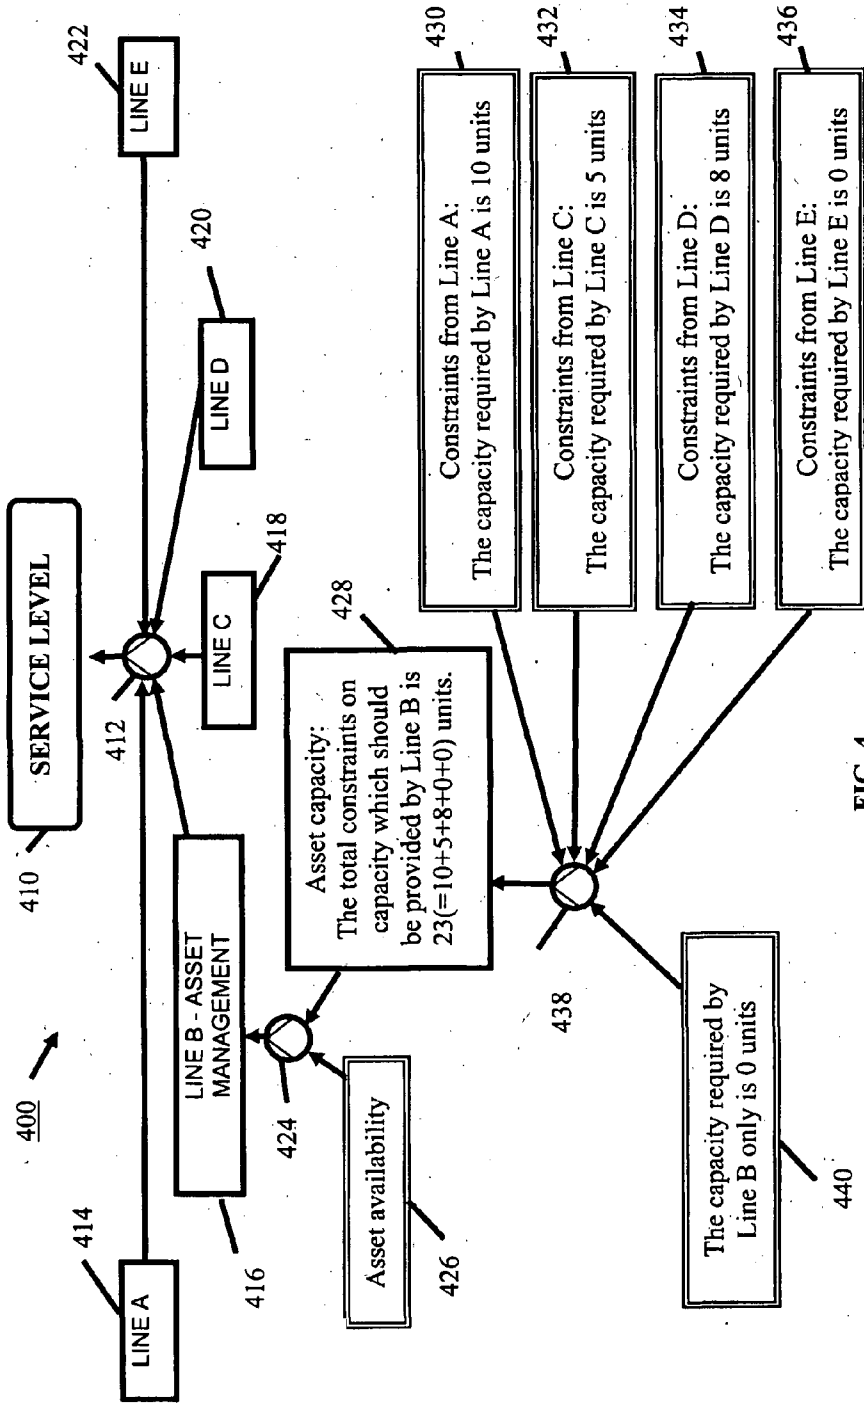 400
410
SERVICE LEVEL
412
414
LINE A
416
LINE B - ASSET
MANAGEMENT
LINE C
418
LINE D
420
LINE E
422
424
Asset availability
426
Asset capacity:
The total constraints on
capacity which should
be provided by Line B is
23(=10+5+8+0+0) units.
428
Constraints from Line A:
The capacity required by Line A is 10 units
430
Constraints from Line C:
The capacity required by Line C is 5 units
432
Constraints from Line D:
The capacity required by Line D is 8 units
434
Constraints from Line E:
The capacity required by Line E is 0 units
436
438
The capacity required by
Line B only is 0 units
440
FIG. 4